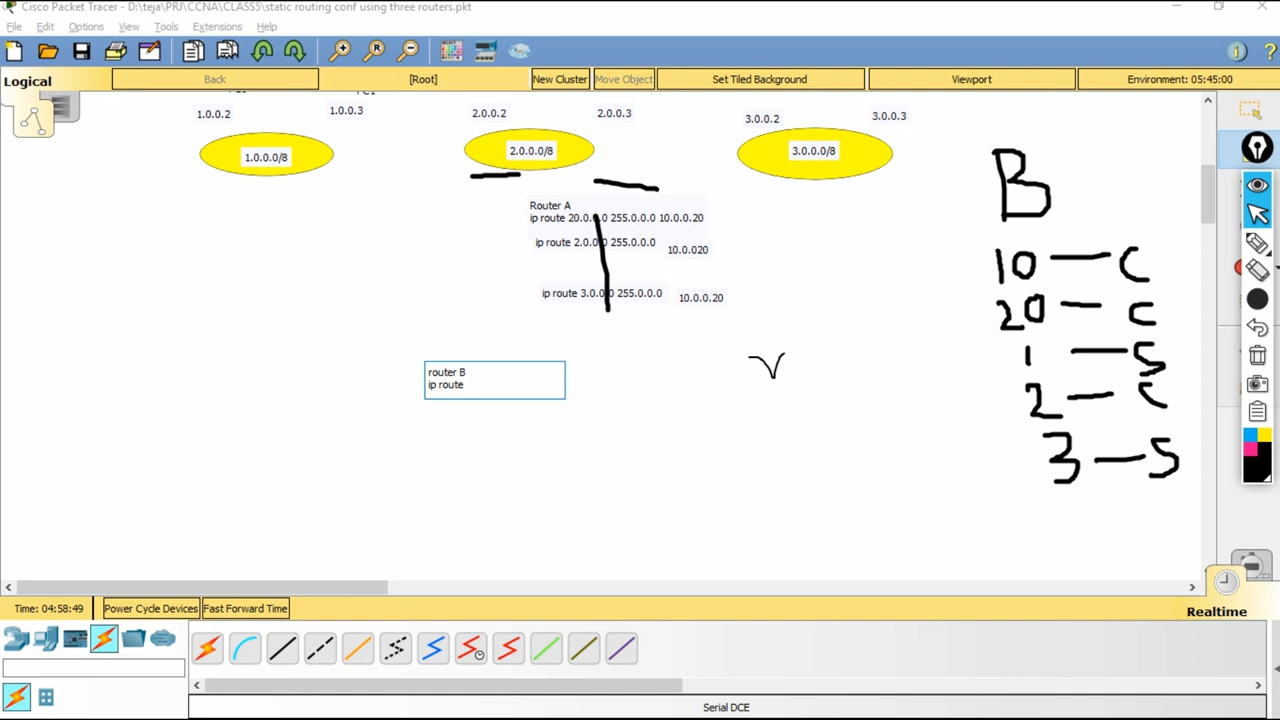 Cisco Packet Tracer - D:\teja\PRJ\CCNA\CLASS5\static routing conf using three routers.pkt
File Edit Options View Tools Extensions Help
Logical Back [Root] New Cluster Move Object Set Tiled Background Viewport Environment: 05:45:00
1.0.0.2 1.0.0.3 2.0.0.2 2.0.0.3 3.0.0.2 3.0.0.3
1.0.0.0/8 2.0.0.0/8 3.0.0.0/8
Router A
ip route 20.0.0.0 255.0.0.0 10.0.0.20
ip route 2.0.0.0 255.0.0.0 10.0.020
ip route 3.0.0.0 255.0.0.0 10.0.0.20
router B
ip route
V
B
10 — C
20 — C
1 — S
2 — C
3 — S
Time: 04:58:49 Power Cycle Devices Fast Forward Time Realtime
Serial DCE